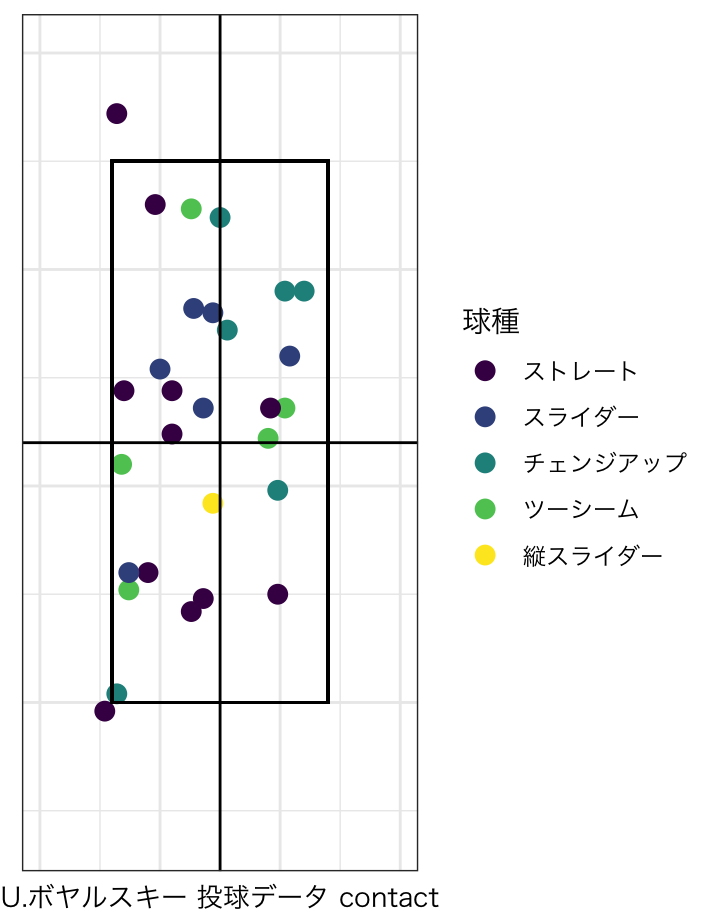 球種
ストレート
スライダー
チェンジアップ
ツーシーム
縦スライダー
U.ボヤルスキー 投球データ contact